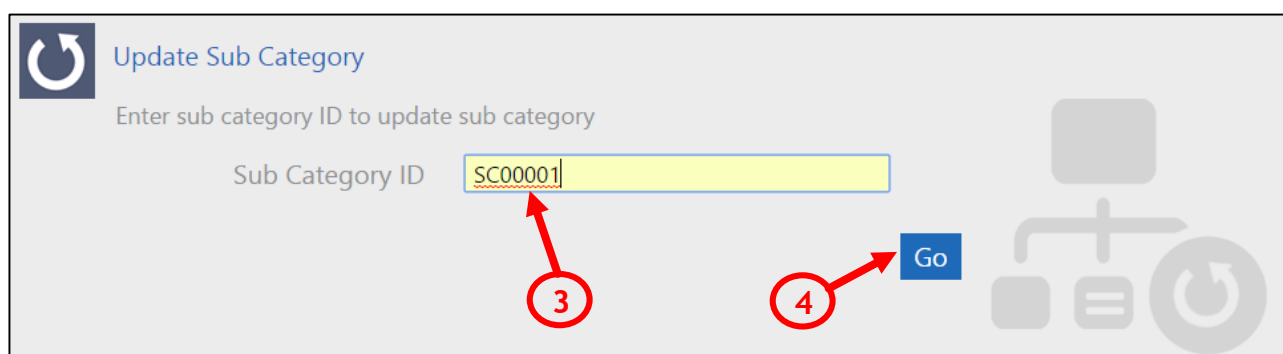 Update Sub Category
Enter sub category ID to update sub category
Sub Category ID SC00001
Go
3 4